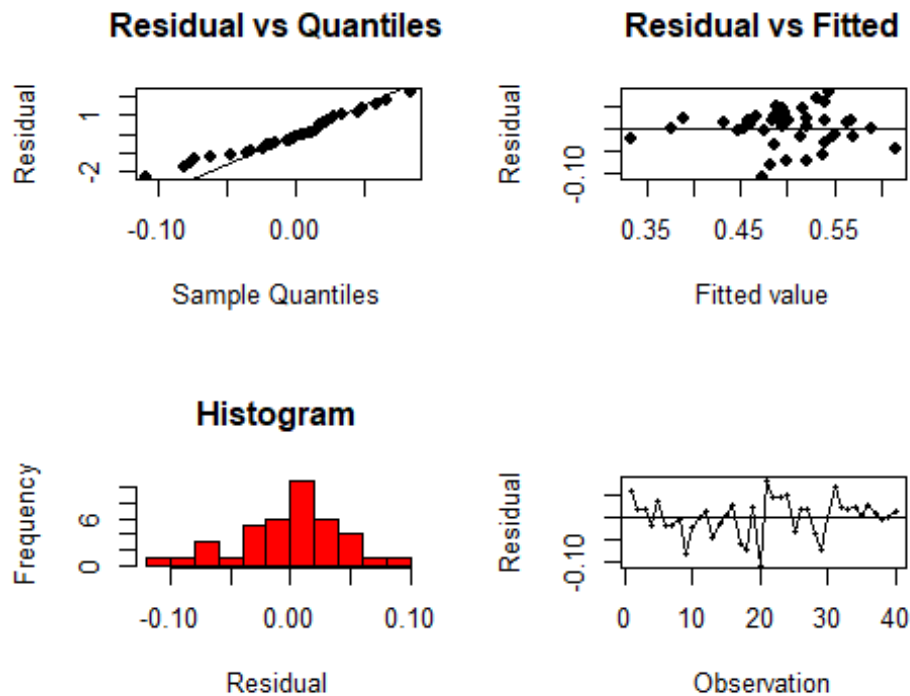 Residual vs Quantiles
Residual
1
-2
-0.10 0.00
Sample Quantiles
Residual vs Fitted
Residual
-0.10
0.35 0.45 0.55
Fitted value
Histogram
Frequency
6
0
-0.10 0.00 0.10
Residual
Residual
-0.10
0 10 20 30 40
Observation